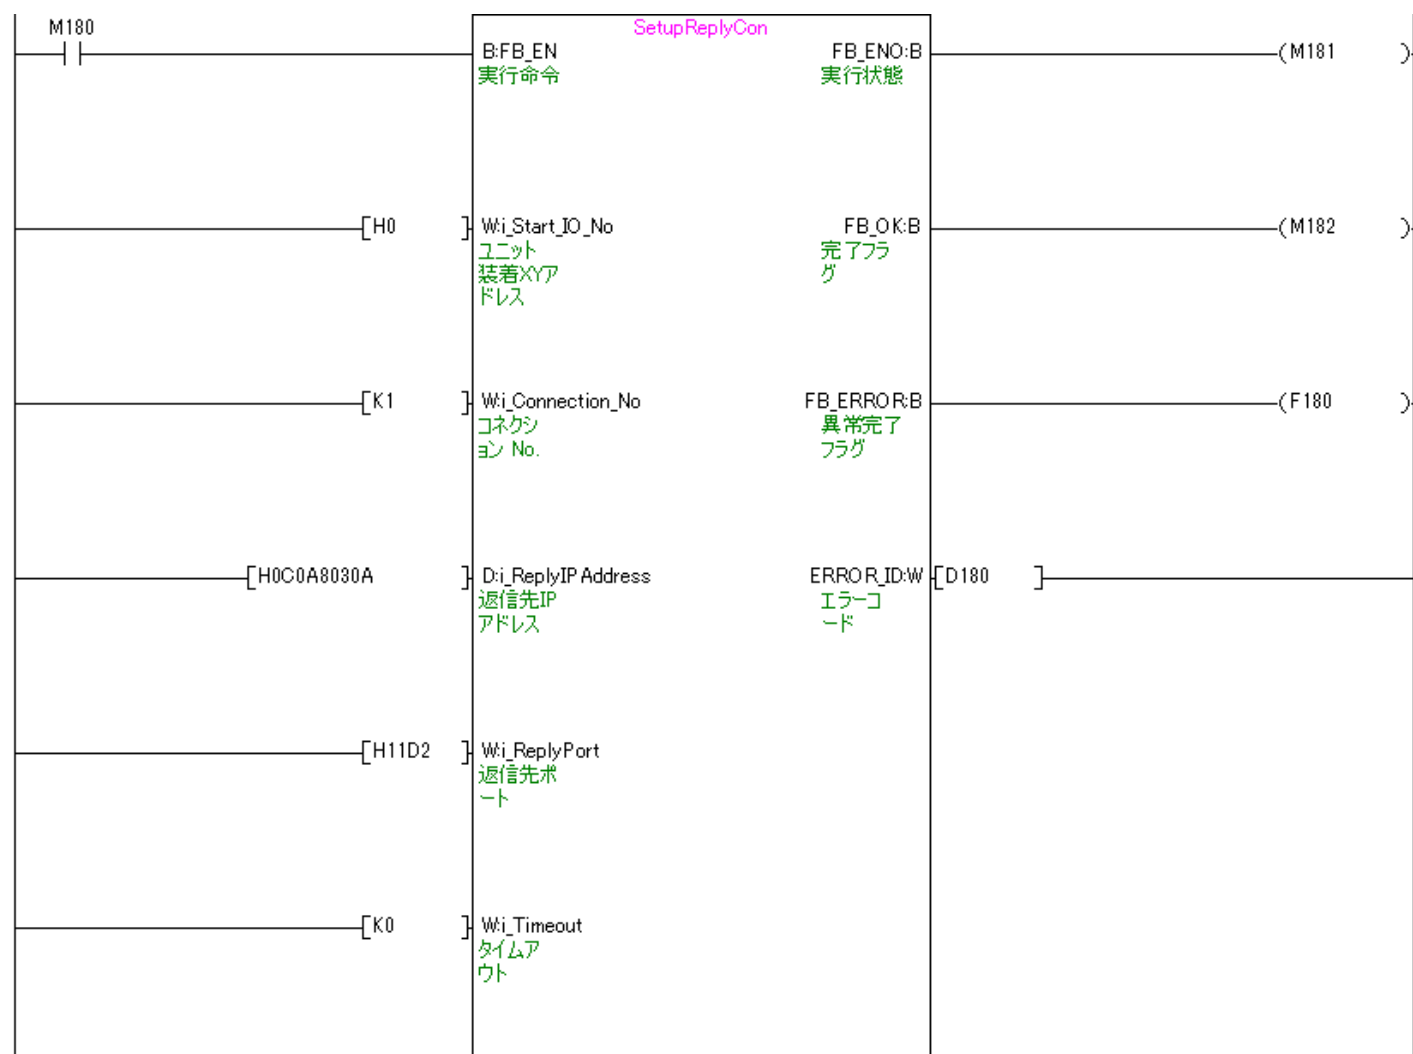 SetupReplyCon
M180
B:FB_EN
実行命令
FB_ENO:B
実行状態
M181
H0
W:i_Start_IO_No
ユニット
装着XYア
ドレス
FB_OK:B
完了フラ
グ
M182
K1
W:i_Connection_No
コネクシ
ョン No.
FB_ERROR:B
異常完了
フラグ
F180
H0C0A8030A
D:i_ReplyIPAddress
返信先IP
アドレス
ERROR_ID:W
エラーコ
ード
D180
H11D2
W:i_ReplyPort
返信先ポ
ート
K0
W:i_Timeout
タイムア
ウト